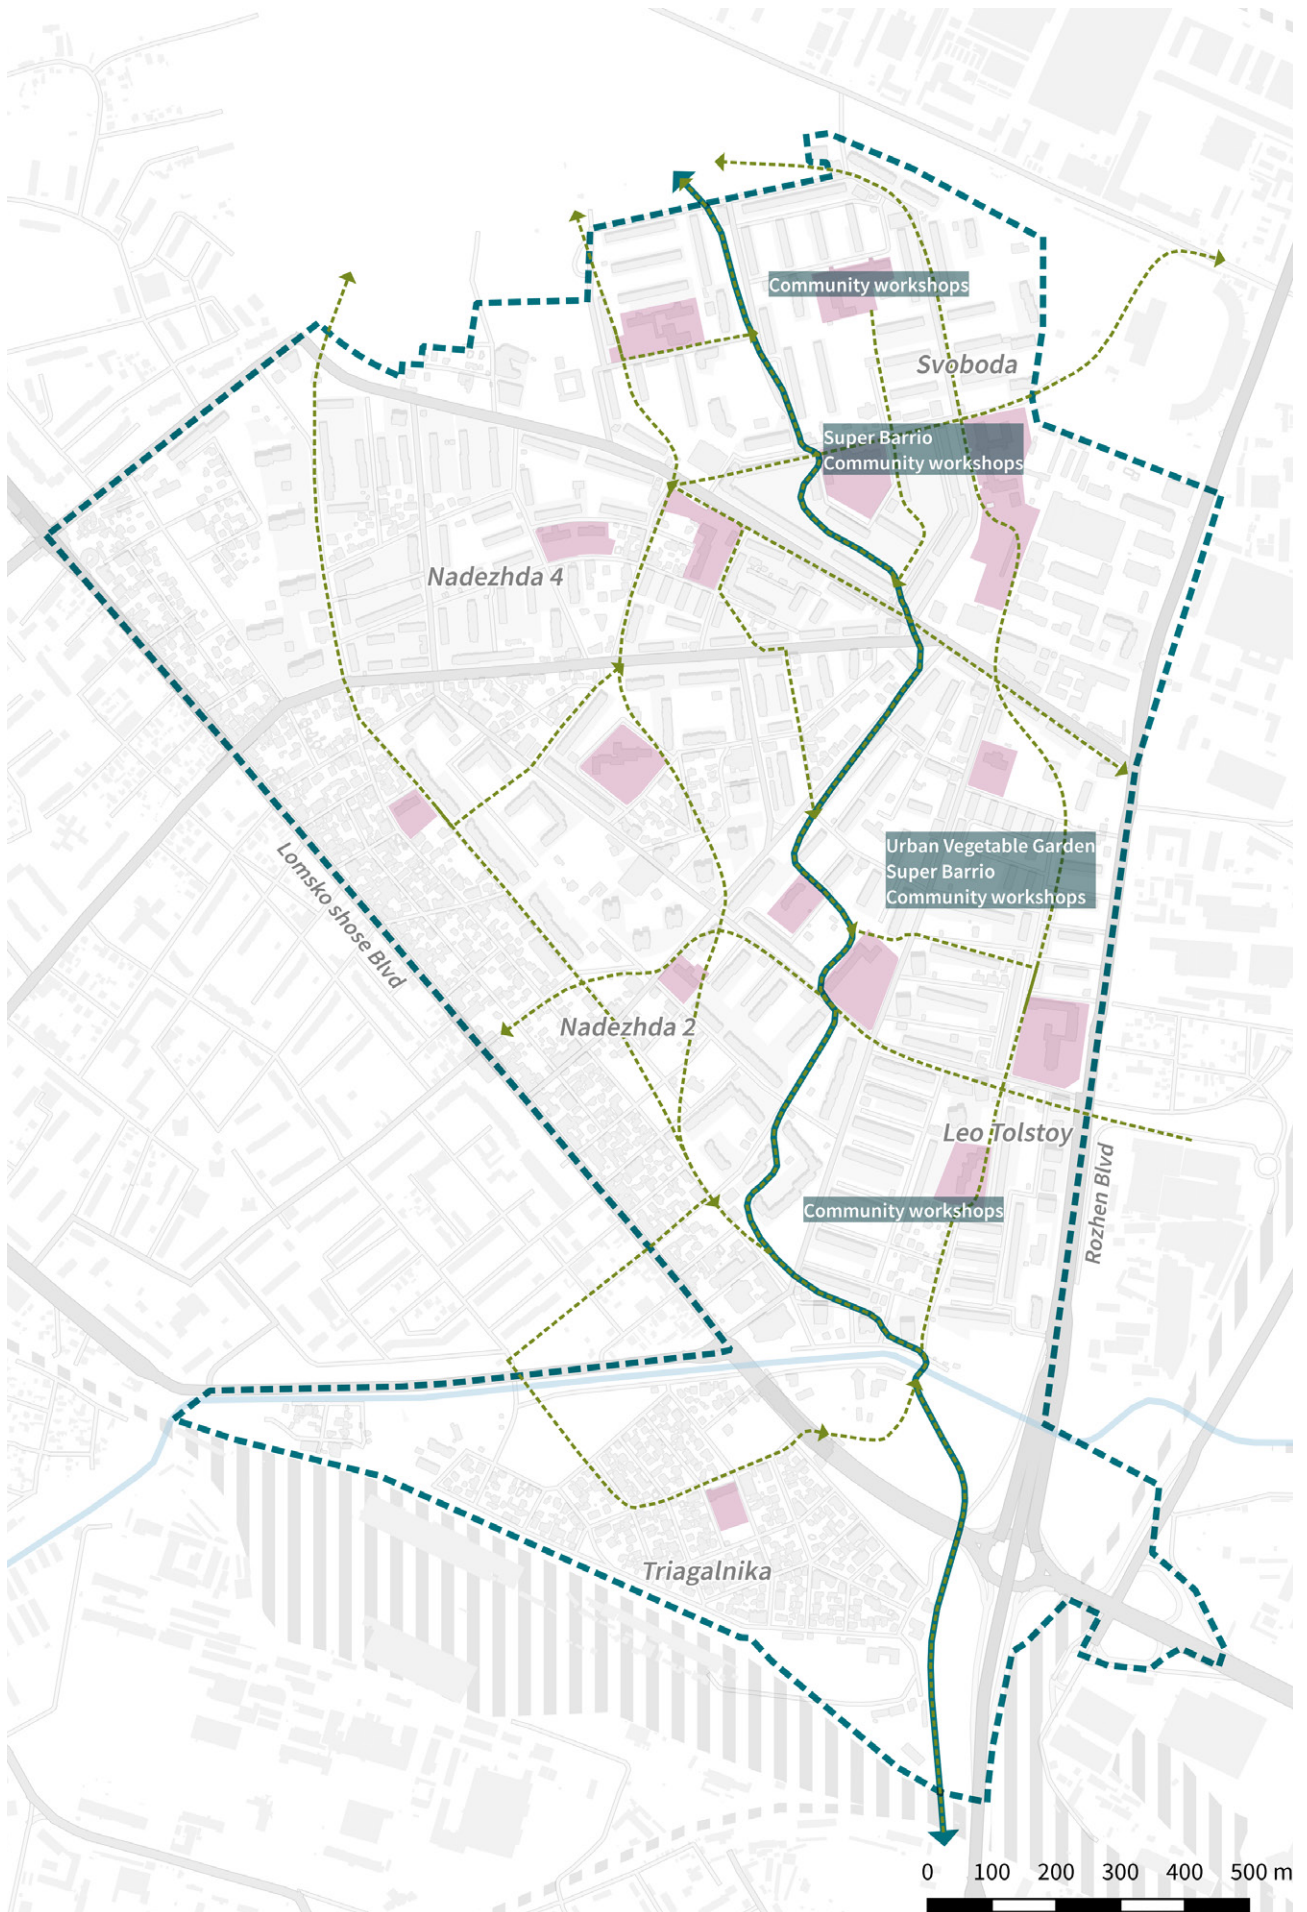 Community workshops
Svoboda
Super Barrio
Community workshops
Nadezhda 4
Urban Vegetable Garden
Super Barrio
Community workshops
Lomsko shose Blvd
Nadezhda 2
Leo Tolstoy
Rozhen Blvd
Community workshops
Triagalnika
0 100 200 300 400 500 m